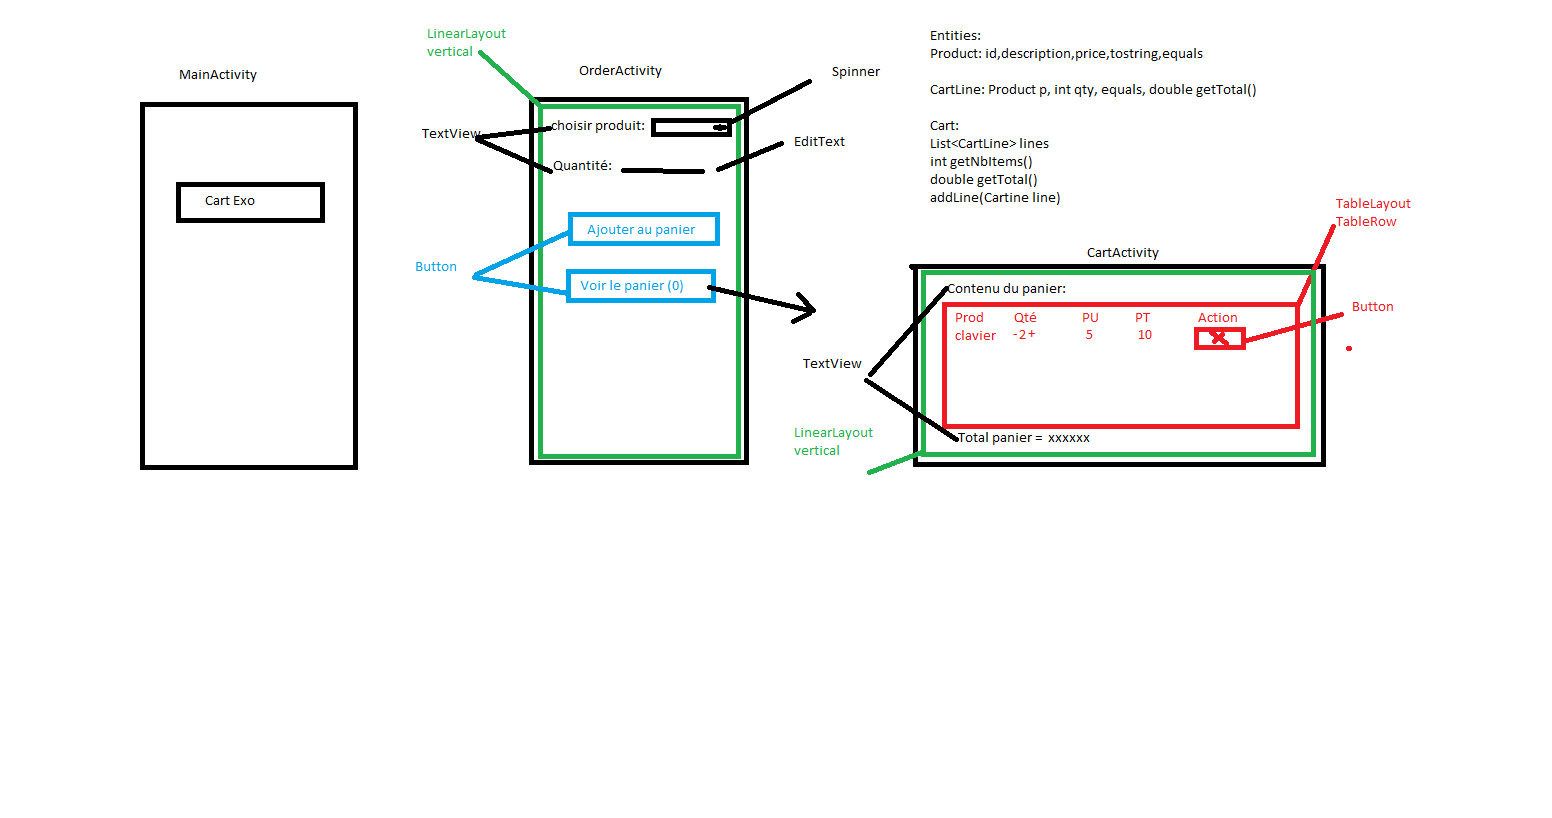 MainActivity
Cart Exo
LinearLayout
vertical
OrderActivity
Spinner
TextView
choisir produit:
EditText
Quantité:
Ajouter au panier
Button
Voir le panier (0)
Entities:
Product: id,description,price,tostring,equals
CartLine: Product p, int qty, equals, double getTotal()
Cart:
List<CartLine> lines
int getNbItems()
double getTotal()
addLine(Cartine line)
TableLayout
TableRow
CartActivity
Contenu du panier:
Prod Qté PU PT Action
clavier -2+ 5 10
Button
TextView
Total panier = xxxxxx
LinearLayout
vertical